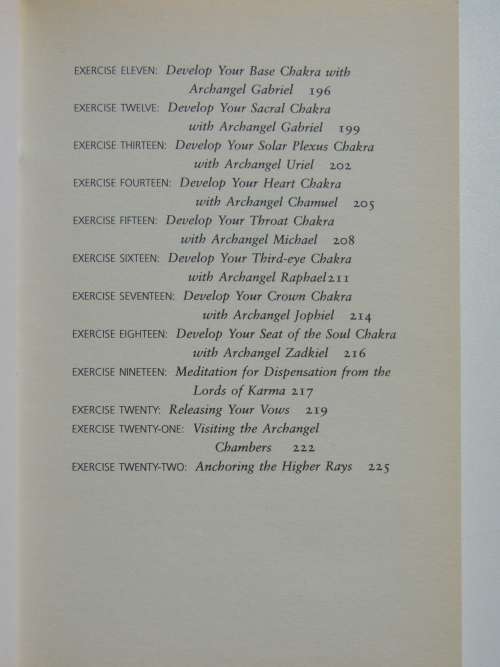 EXERCISE ELEVEN: Develop Your Base Chakra with
Archangel Gabriel 196
EXERCISE TWELVE: Develop Your Sacral Chakra
with Archangel Gabriel 199
EXERCISE THIRTEEN: Develop Your Solar Plexus Chakra
with Archangel Uriel 202
EXERCISE FOURTEEN: Develop Your Heart Chakra
with Archangel Chamuel 205
EXERCISE FIFTEEN: Develop Your Throat Chakra
with Archangel Michael 208
EXERCISE SIXTEEN: Develop Your Third-eye Chakra
with Archangel Raphael 211
EXERCISE SEVENTEEN: Develop Your Crown Chakra
with Archangel Jophiel 214
EXERCISE EIGHTEEN: Develop Your Seat of the Soul Chakra
with Archangel Zadkiel 216
EXERCISE NINETEEN: Meditation for Dispensation from the
Lords of Karma 217
EXERCISE TWENTY: Releasing Your Vows 219
EXERCISE TWENTY-ONE: Visiting the Archangel
Chambers 222
EXERCISE TWENTY-TWO: Anchoring the Higher Rays 225